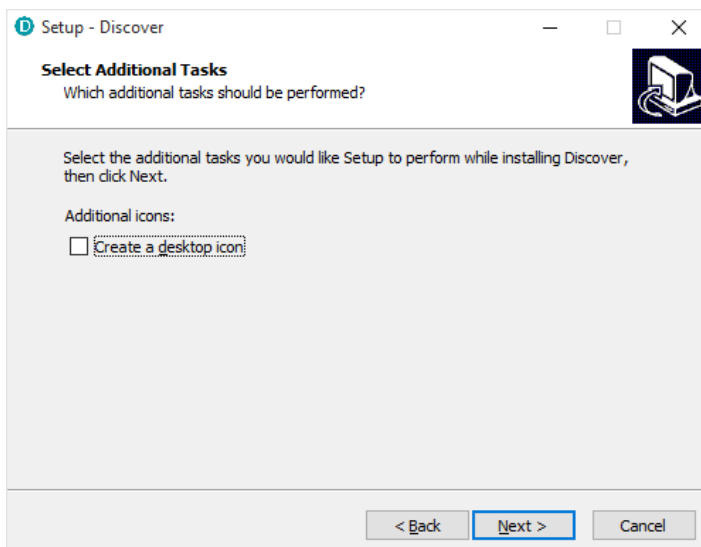 D Setup - Discover
Select Additional Tasks
Which additional tasks should be performed?
Select the additional tasks you would like Setup to perform while installing Discover,
then click Next.
Additional icons:
Create a desktop icon
< Back Next > Cancel